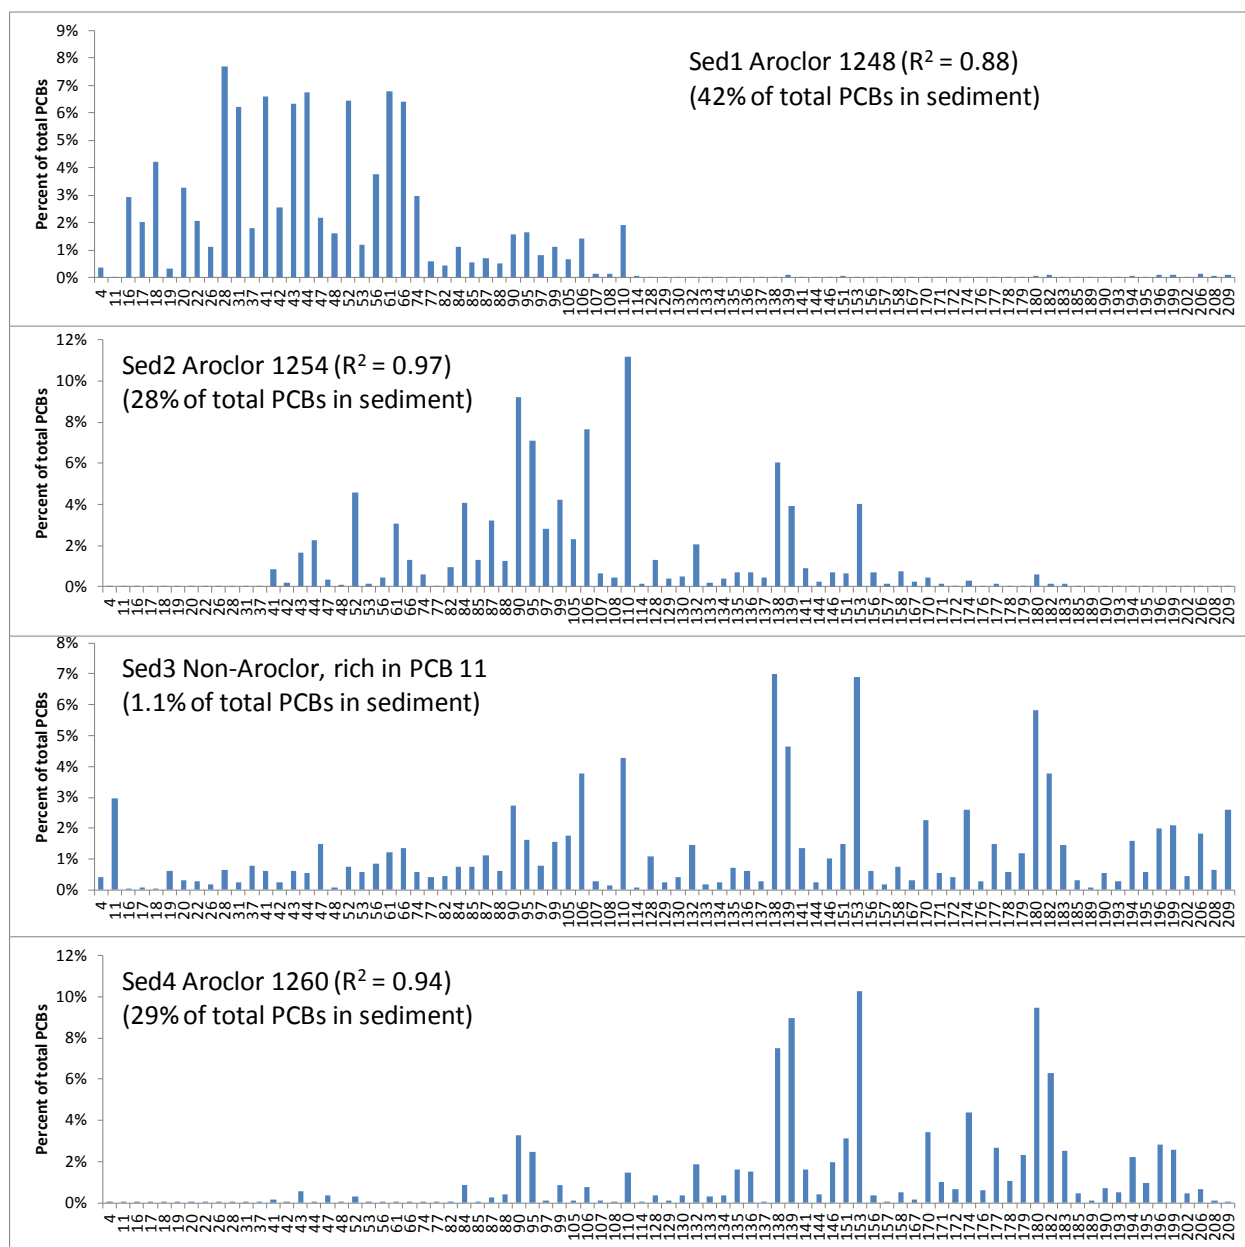 9%
8%
7%
6%
5%
4%
3%
2%
1%
0%
Percent of total PCBs
Sed1 Aroclor 1248 (R² = 0.88)
(42% of total PCBs in sediment)
4 11 16 17 18 19 20 22 26 28 31 37 41 42 43 44 47 48 52 53 56 61 66 74 77 82 84 85 87 88 90 95 97 99 105 106 107 108 110 114 128 129 130 132 133 134 135 136 137 138 139 141 144 146 151 153 156 157 158 167 170 171 172 174 176 177 178 179 180 182 183 185 189 190 193 194 195 196 199 202 206 208 209
12%
10%
8%
6%
4%
2%
0%
Percent of total PCBs
Sed2 Aroclor 1254 (R² = 0.97)
(28% of total PCBs in sediment)
4 11 16 17 18 19 20 22 26 28 31 37 41 42 43 44 47 48 52 53 56 61 66 74 77 82 84 85 87 88 90 95 97 99 105 106 107 108 110 114 128 129 130 132 133 134 135 136 137 138 139 141 144 146 151 153 156 157 158 167 170 171 172 174 176 177 178 179 180 182 183 185 189 190 193 194 195 196 199 202 206 208 209
8%
7%
6%
5%
4%
3%
2%
1%
0%
Percent of total PCBs
Sed3 Non-Aroclor, rich in PCB 11
(1.1% of total PCBs in sediment)
4 11 16 17 18 19 20 22 26 28 31 37 41 42 43 44 47 48 52 53 56 61 66 74 77 82 84 85 87 88 90 95 97 99 105 106 107 108 110 114 128 129 130 132 133 134 135 136 137 138 139 141 144 146 151 153 156 157 158 167 170 171 172 174 176 177 178 179 180 182 183 185 189 190 193 194 195 196 199 202 206 208 209
12%
10%
8%
6%
4%
2%
0%
Percent of total PCBs
Sed4 Aroclor 1260 (R² = 0.94)
(29% of total PCBs in sediment)
4 11 16 17 18 19 20 22 26 28 31 37 41 42 43 44 47 48 52 53 56 61 66 74 77 82 84 85 87 88 90 95 97 99 105 106 107 108 110 114 128 129 130 132 133 134 135 136 137 138 139 141 144 146 151 153 156 157 158 167 170 171 172 174 176 177 178 179 180 182 183 185 189 190 193 194 195 196 199 202 206 208 209